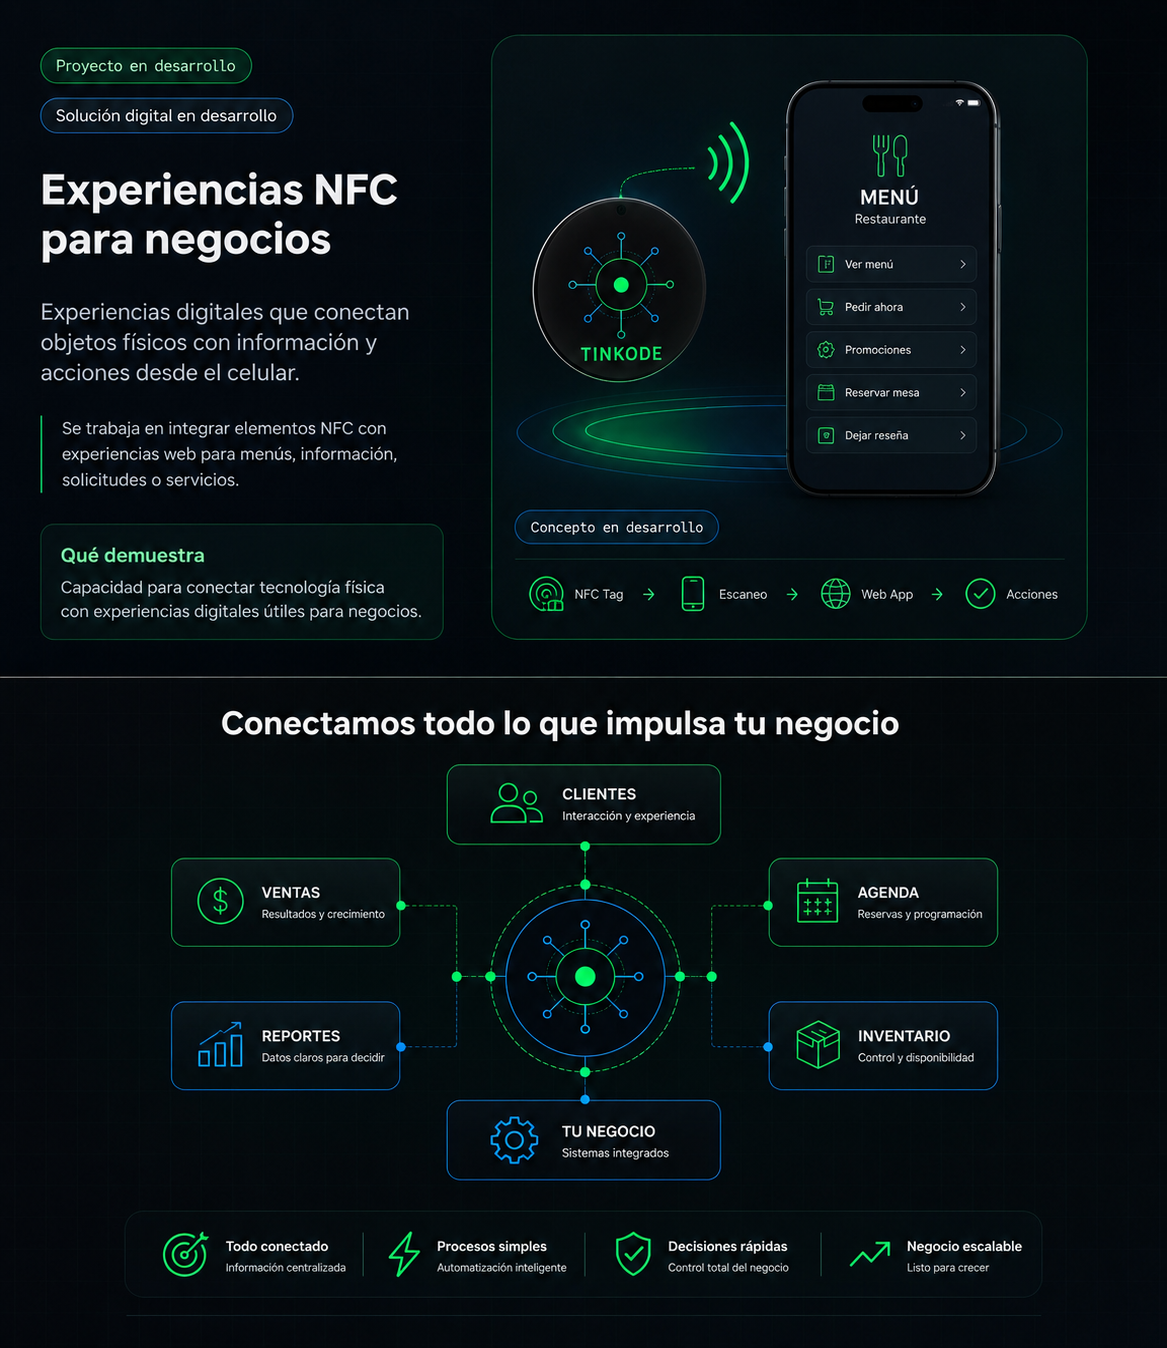 Proyecto en desarrollo
Solución digital en desarrollo
Experiencias NFC
para negocios
Experiencias digitales que conectan
objetos físicos con información y
acciones desde el celular.
Se trabaja en integrar elementos NFC con
experiencias web para menús, información,
solicitudes o servicios.
Qué demuestra
Capacidad para conectar tecnología física
con experiencias digitales útiles para negocios.
TINKODE
MENÚ
Restaurante
Ver menú
Pedir ahora
Promociones
Reservar mesa
Dejar reseña
Concepto en desarrollo
NFC Tag
Escaneo
Web App
Acciones
Conectamos todo lo que impulsa tu negocio
CLIENTES
Interacción y experiencia
VENTAS
Resultados y crecimiento
AGENDA
Reservas y programación
REPORTES
Datos claros para decidir
INVENTARIO
Control y disponibilidad
TU NEGOCIO
Sistemas integrados
Todo conectado
Información centralizada
Procesos simples
Automatización inteligente
Decisiones rápidas
Control total del negocio
Negocio escalable
Listo para crecer